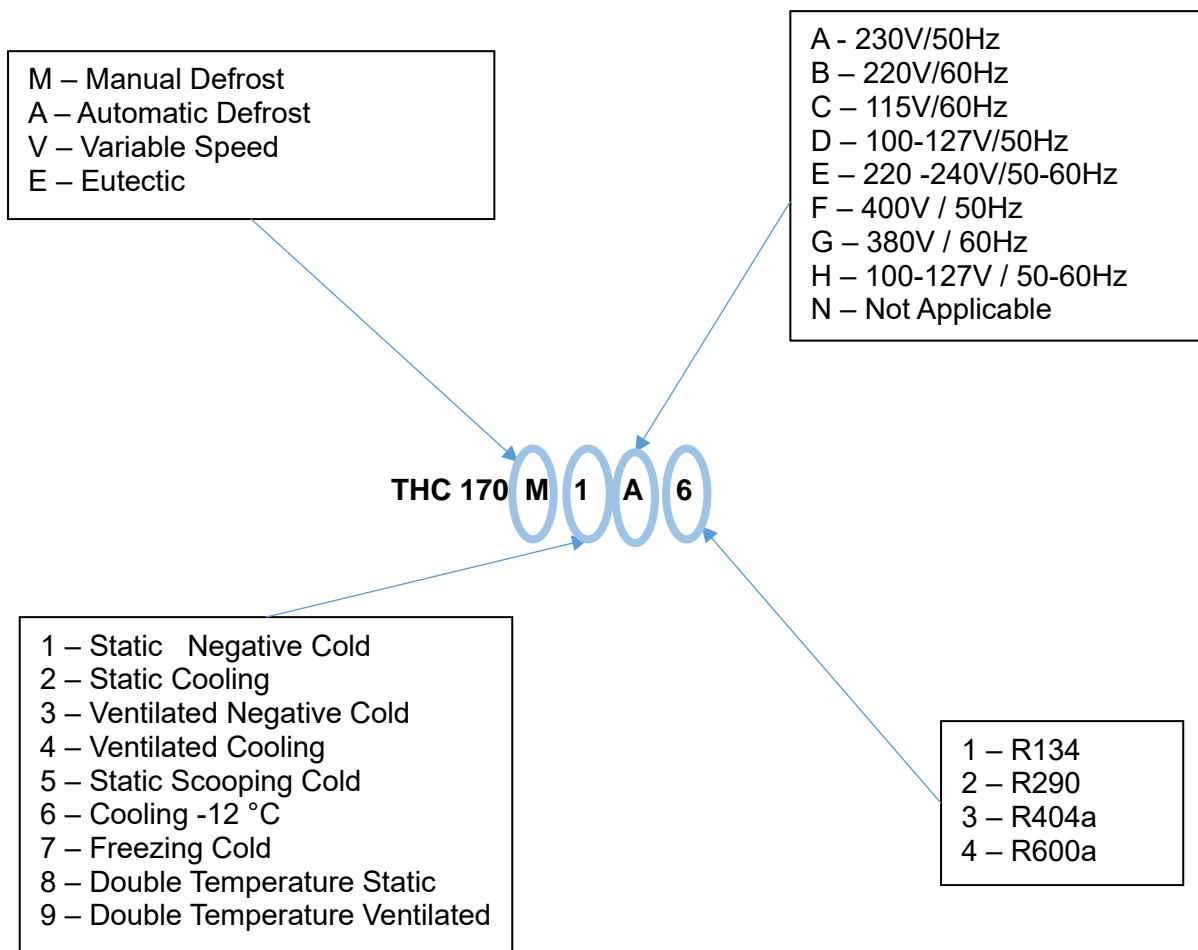 M – Manual Defrost
A – Automatic Defrost
V – Variable Speed
E – Eutectic
A - 230V/50Hz
B – 220V/60Hz
C – 115V/60Hz
D – 100-127V/50Hz
E – 220 -240V/50-60Hz
F – 400V / 50Hz
G – 380V / 60Hz
H – 100-127V / 50-60Hz
N – Not Applicable
THC 170 M 1 A 6
1 – Static Negative Cold
2 – Static Cooling
3 – Ventilated Negative Cold
4 – Ventilated Cooling
5 – Static Scooping Cold
6 – Cooling -12 °C
7 – Freezing Cold
8 – Double Temperature Static
9 – Double Temperature Ventilated
1 – R134
2 – R290
3 – R404a
4 – R600a